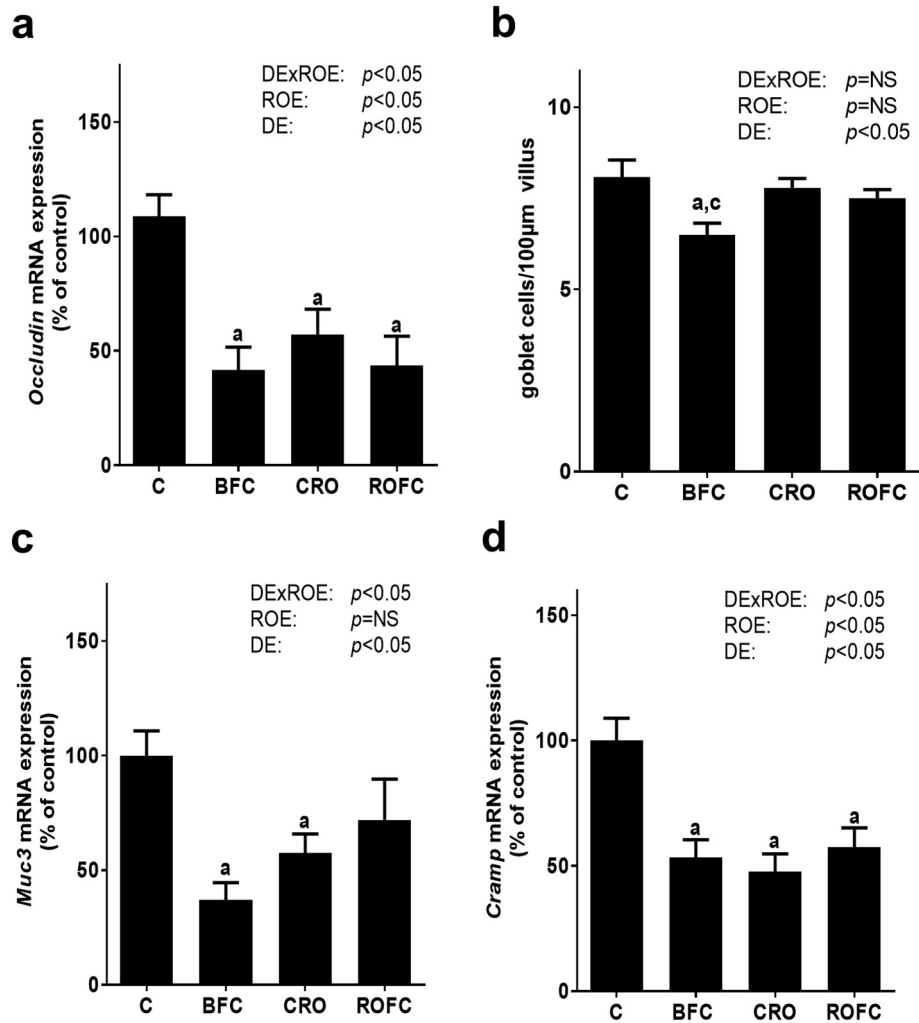 a
DExROE: p<0.05
ROE: p<0.05
DE: p<0.05
Occludin mRNA expression
(% of control)
150
100
50
0
a
a
a
C BFC CRO ROFC
b
DExROE: p=NS
ROE: p=NS
DE: p<0.05
goblet cells/100µm villus
10
5
0
a,c
C BFC CRO ROFC
c
DExROE: p<0.05
ROE: p=NS
DE: p<0.05
Muc3 mRNA expression
(% of control)
150
100
50
0
a
a
C BFC CRO ROFC
d
DExROE: p<0.05
ROE: p<0.05
DE: p<0.05
Cramp mRNA expression
(% of control)
150
100
50
0
a
a
a
C BFC CRO ROFC